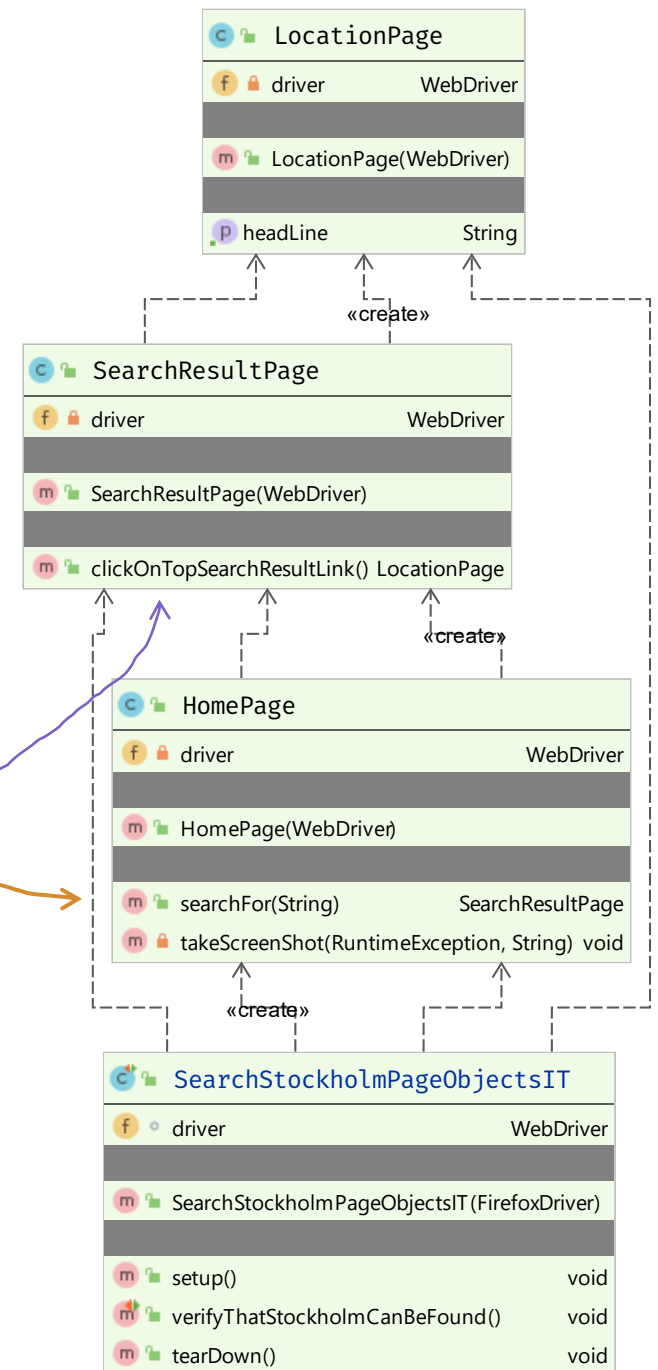 LocationPage
driver WebDriver
LocationPage(WebDriver)
headLine String
«create»
SearchResultPage
driver WebDriver
SearchResultPage(WebDriver)
clickOnTopSearchResultLink() LocationPage
«create»
HomePage
driver WebDriver
HomePage(WebDriver)
searchFor(String) SearchResultPage
takeScreenShot(RuntimeException, String) void
«create»
SearchStockholmPageObjectsIT
driver WebDriver
SearchStockholmPageObjectsIT(FirefoxDriver)
setup() void
verifyThatStockholmCanBeFound() void
tearDown() void